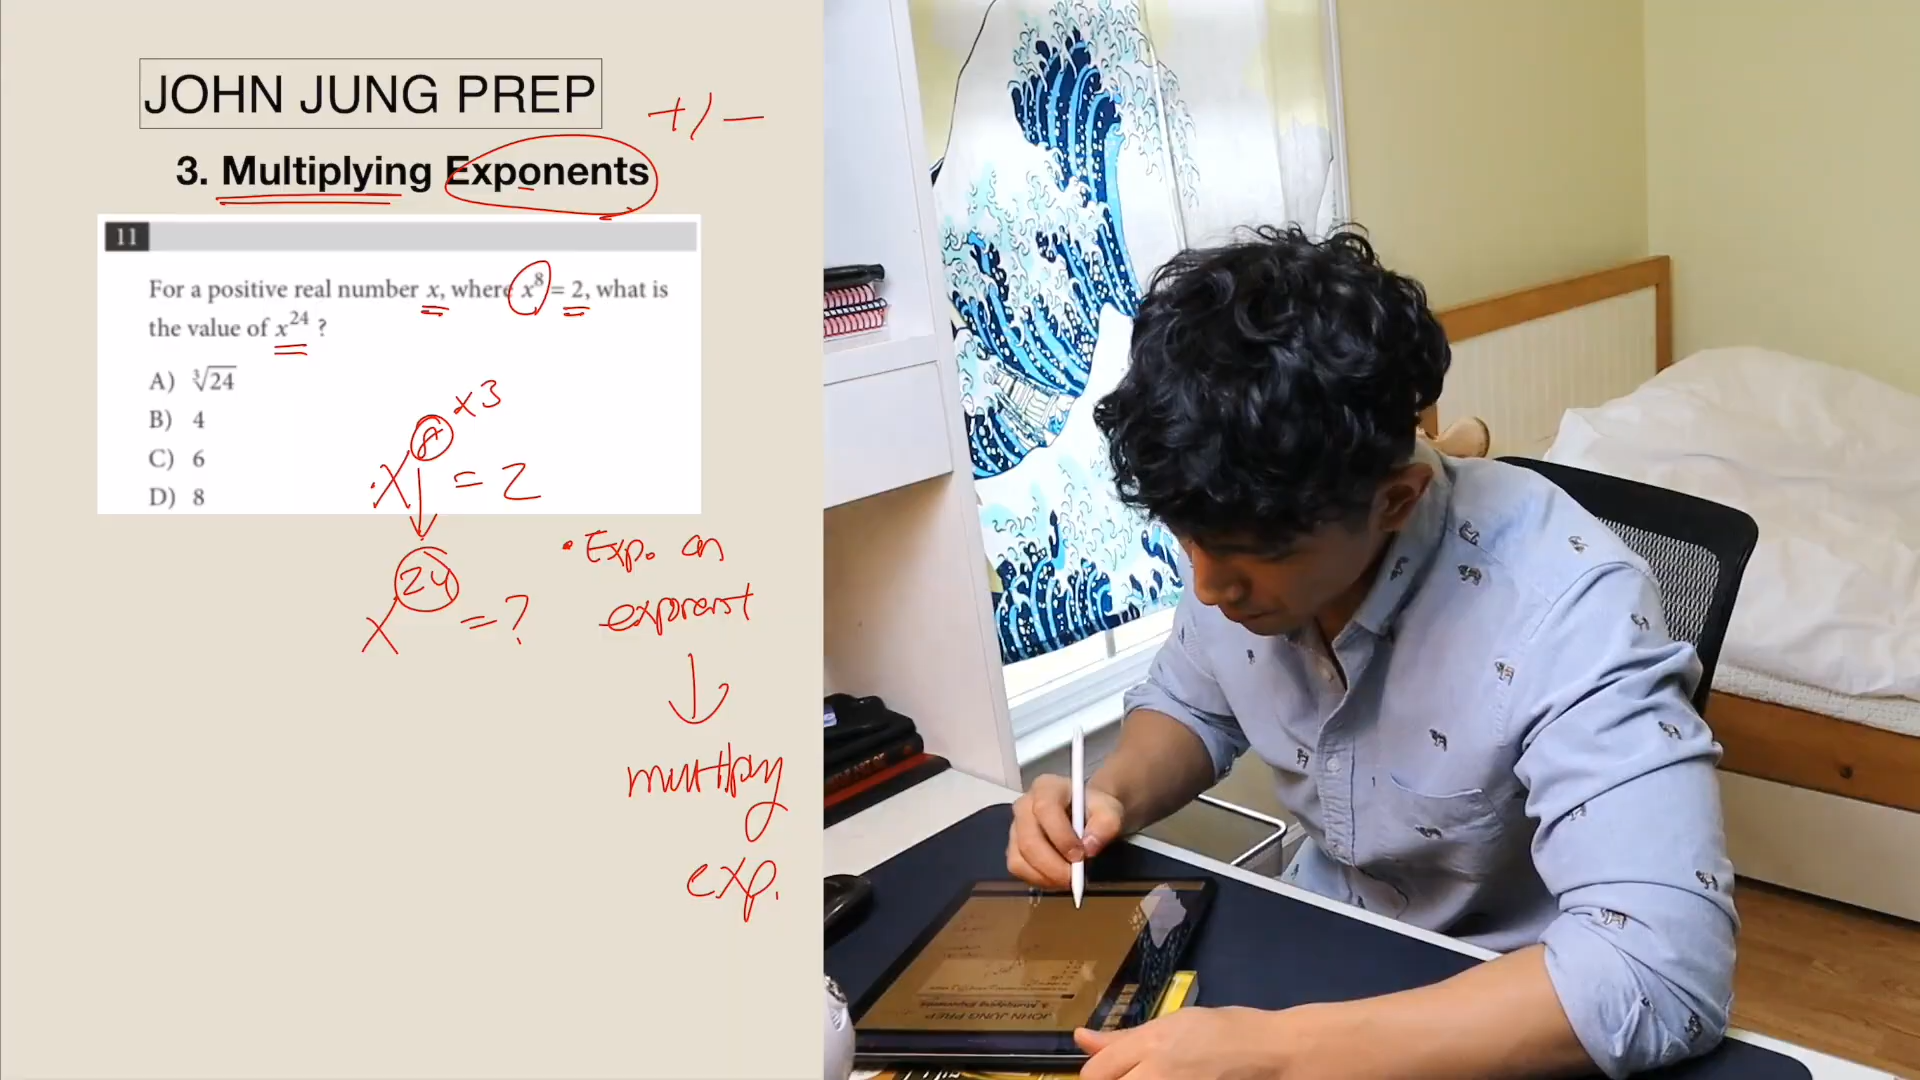 JOHN JUNG PREP
+/−
3. Multiplying Exponents
11
For a positive real number x, where x⁸ = 2, what is
the value of x²⁴ ?
A) ∛24
B) 4
C) 6
D) 8
×3
x⁸ = 2
x²⁴ = ?
• Exp. on
exponent
multiply
exp.